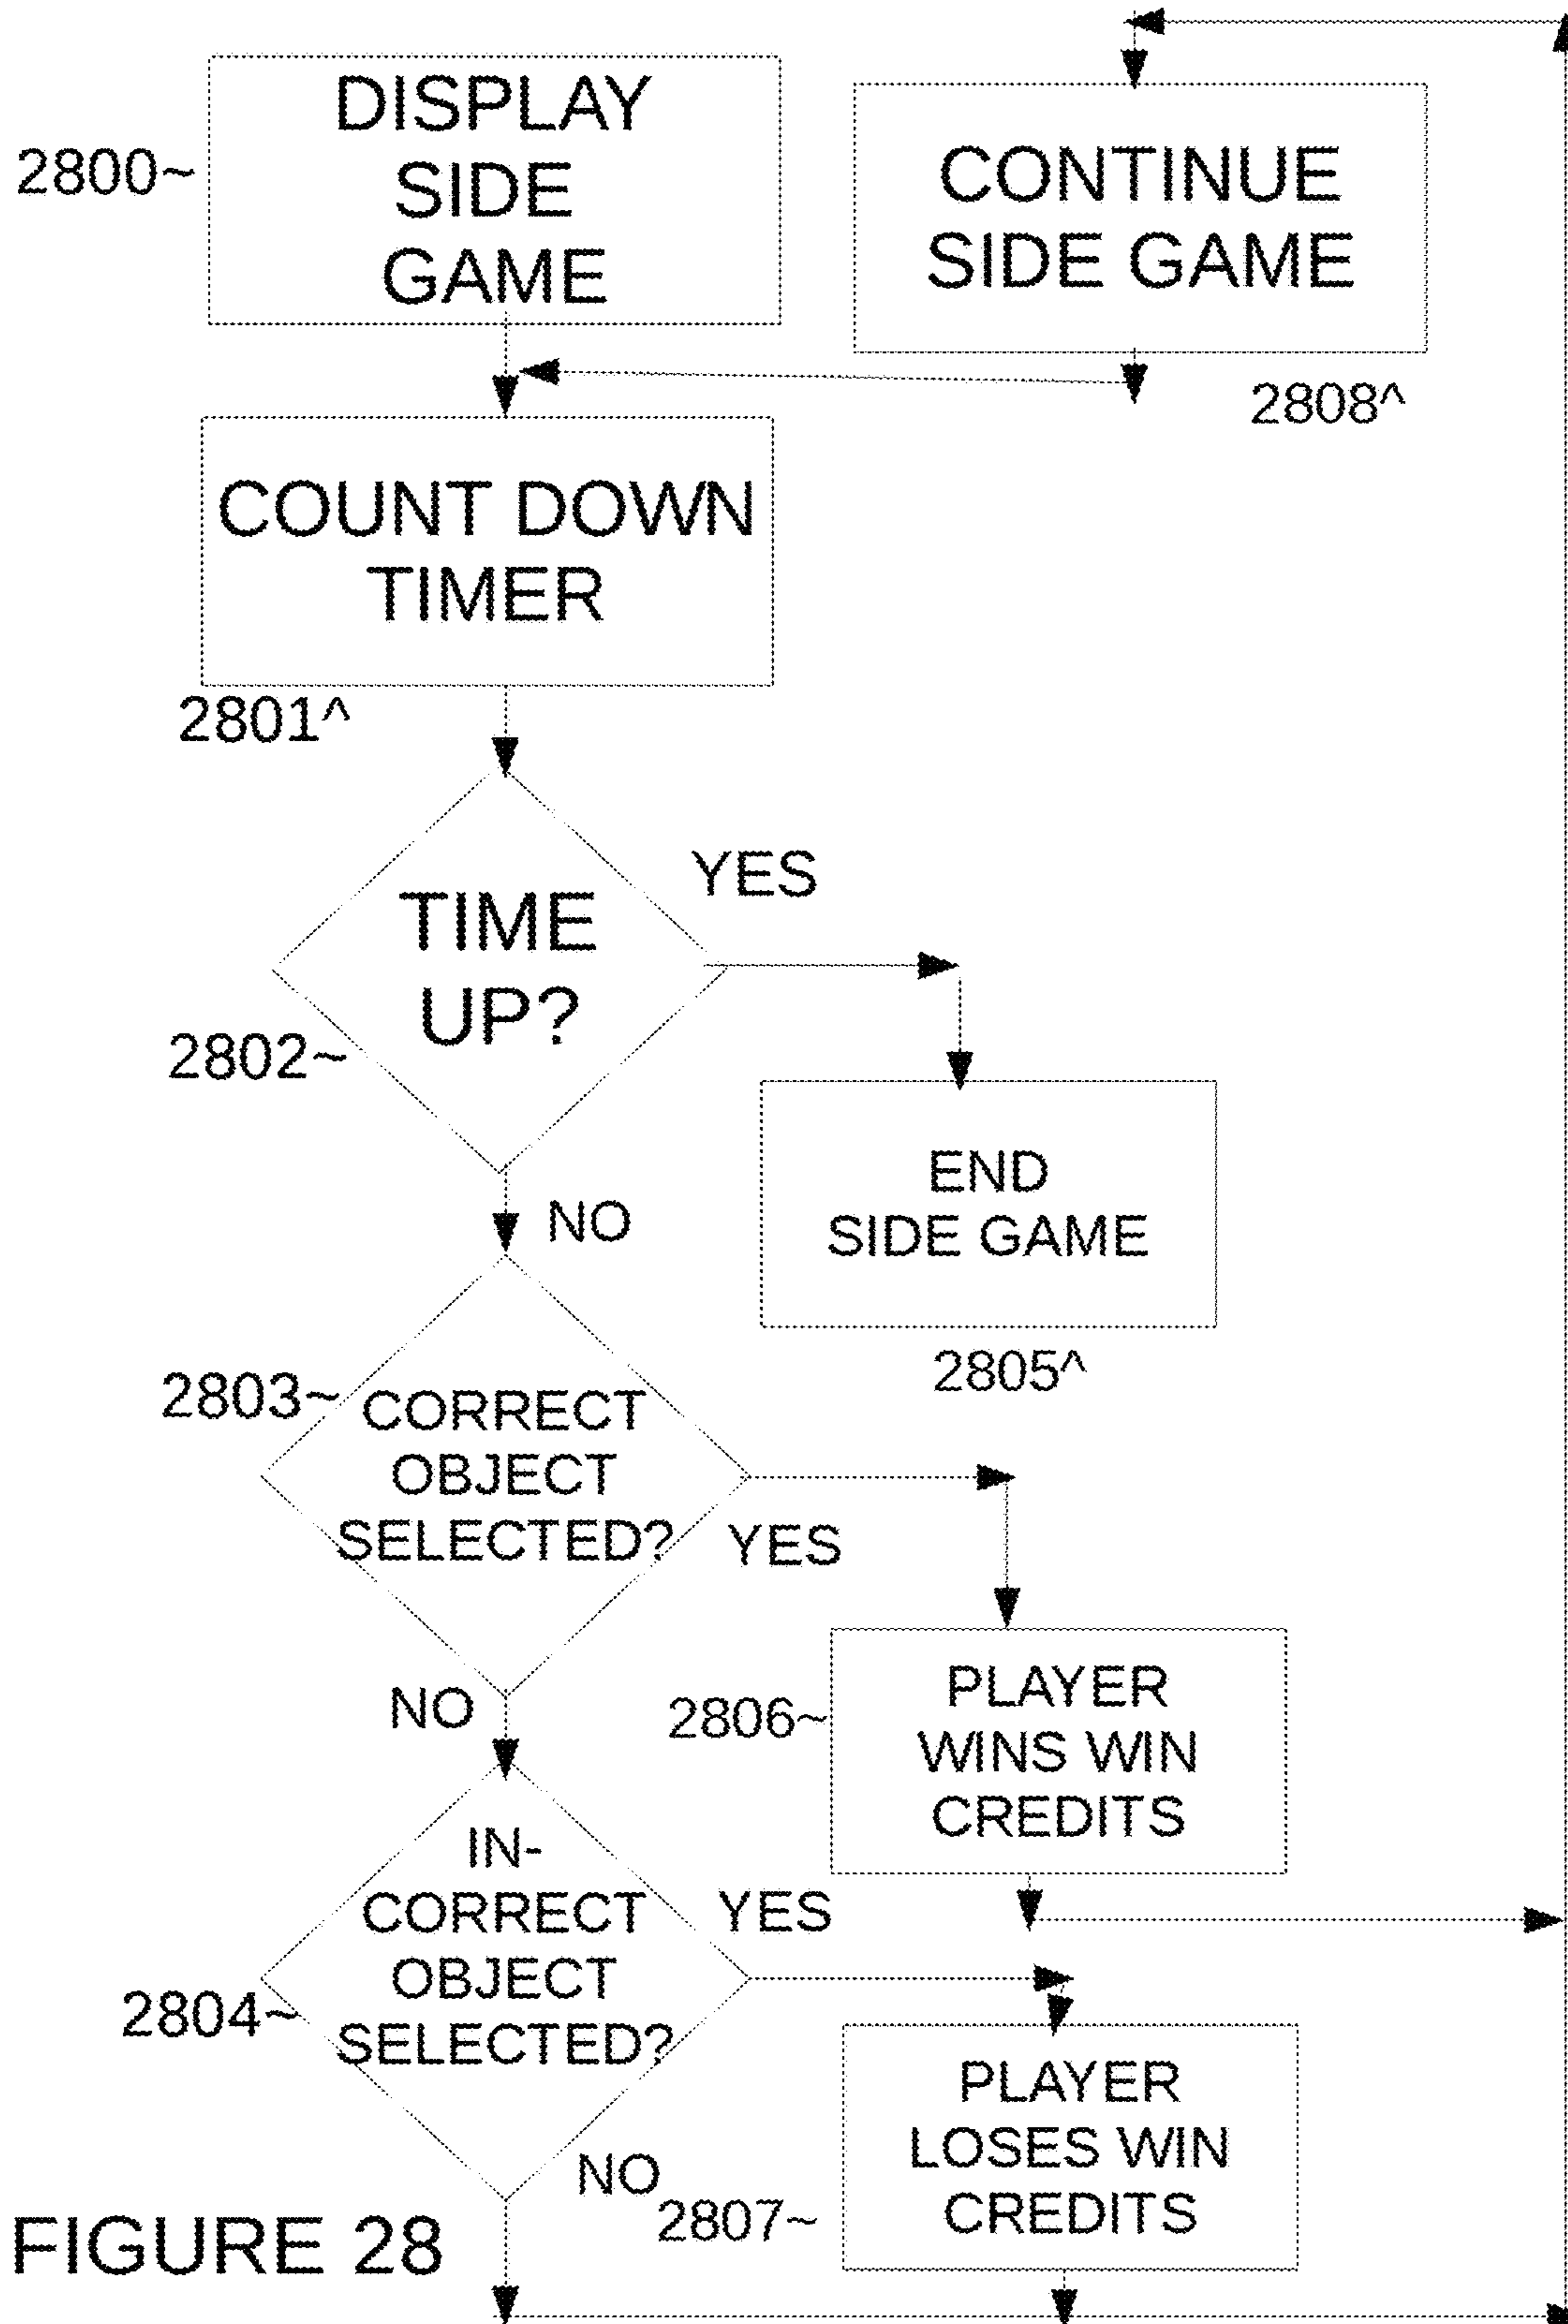 2800~
DISPLAY
SIDE
GAME
CONTINUE
SIDE GAME
2808^
COUNT DOWN
TIMER
2801^
TIME
UP?
YES
2802~
NO
END
SIDE GAME
2805^
2803~
CORRECT
OBJECT
SELECTED?
YES
NO
2806~
PLAYER
WINS WIN
CREDITS
IN-
CORRECT
OBJECT
SELECTED?
YES
2804~
NO
2807~
PLAYER
LOSES WIN
CREDITS
FIGURE 28